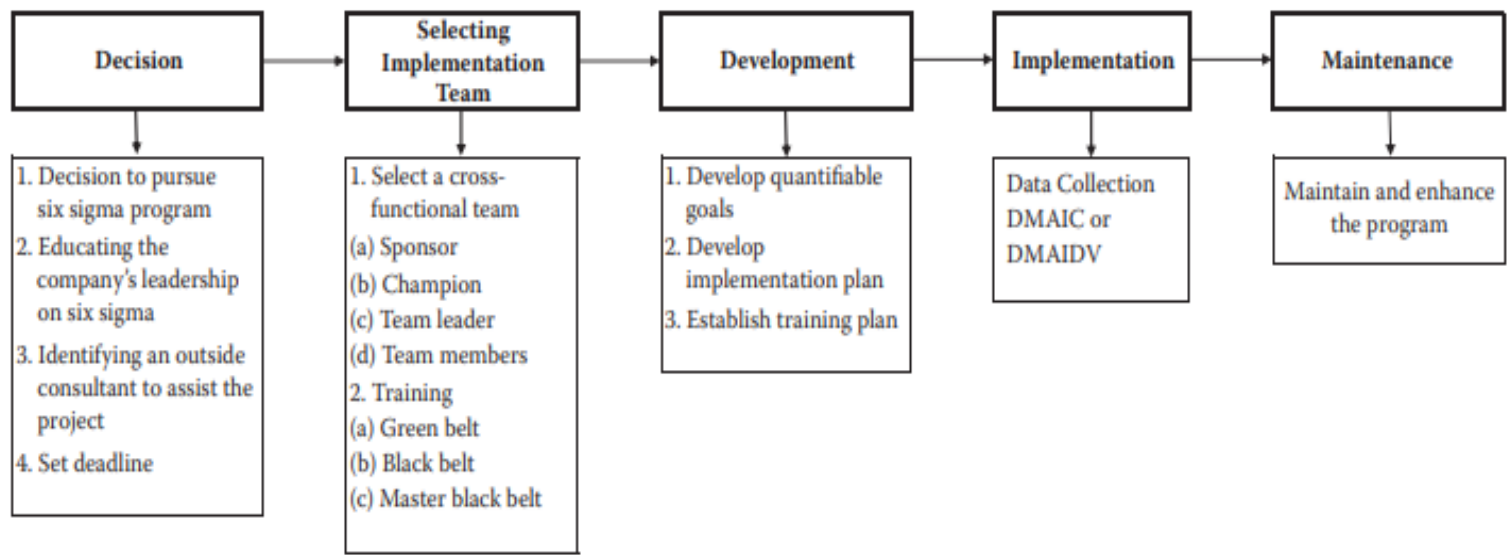 Decision
Selecting
Implementation
Team
Development
Implementation
Maintenance
1. Decision to pursue
six sigma program
2. Educating the
company's leadership
on six sigma
3. Identifying an outside
consultant to assist the
project
4. Set deadline
1. Select a cross-
functional team
(a) Sponsor
(b) Champion
(c) Team leader
(d) Team members
2. Training
(a) Green belt
(b) Black belt
(c) Master black belt
1. Develop quantifiable
goals
2. Develop
implementation plan
3. Establish training plan
Data Collection
DMAIC or
DMAIDV
Maintain and enhance
the program